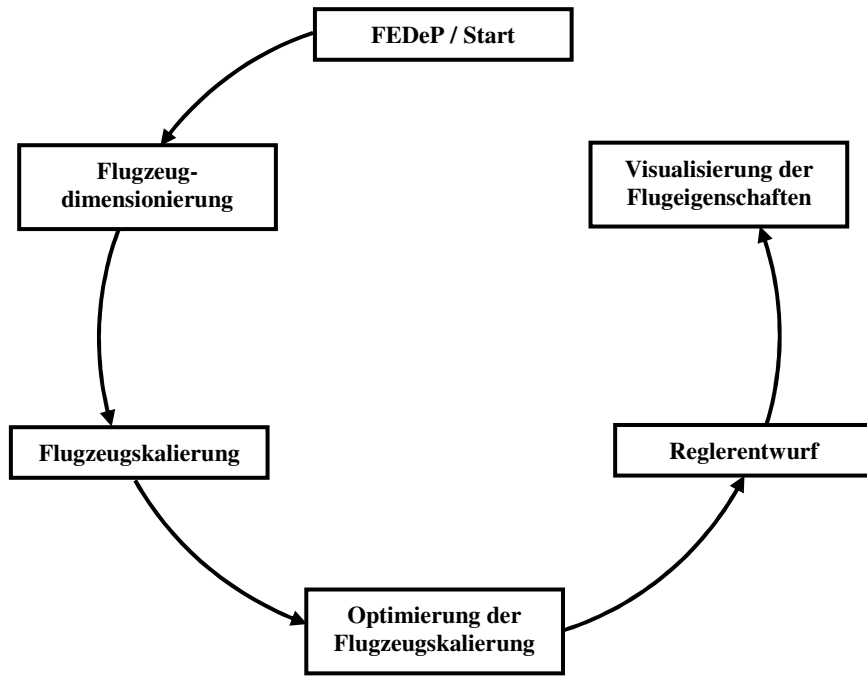 FEDeP / Start
Flugzeug-
dimensionierung
Flugzeugskalierung
Optimierung der
Flugzeugskalierung
Reglerentwurf
Visualisierung der
Flugeigenschaften